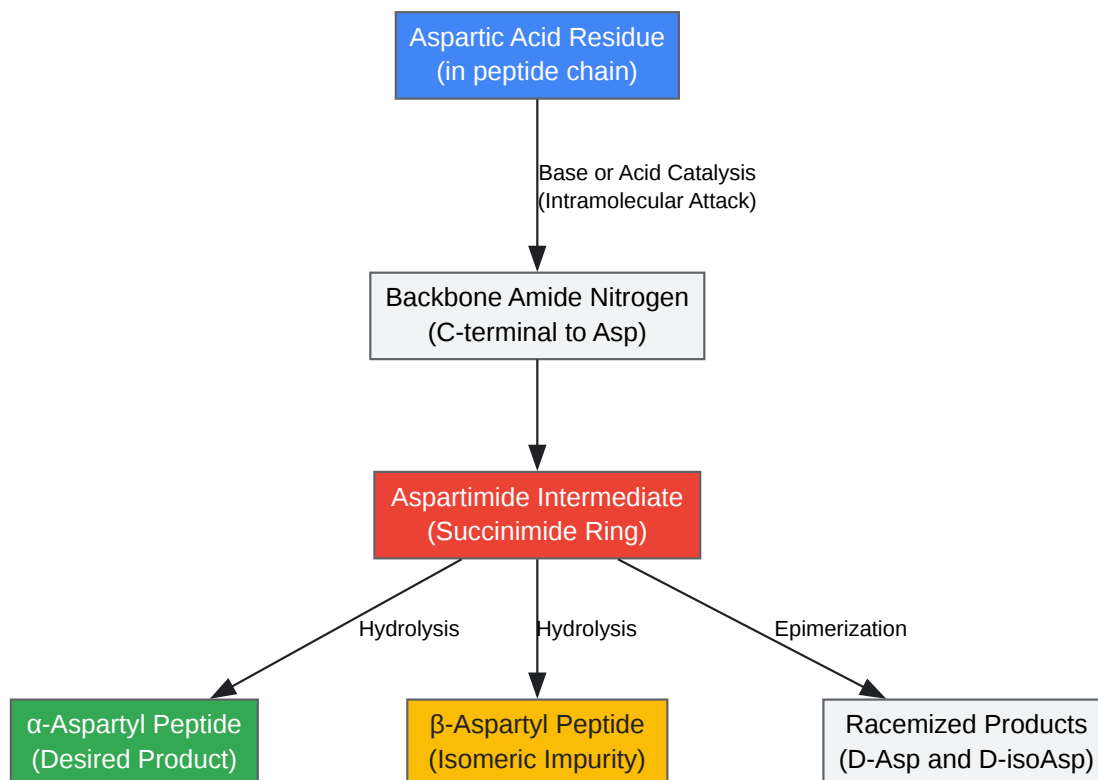 Aspartic Acid Residue
(in peptide chain)
Base or Acid Catalysis
(Intramolecular Attack)
Backbone Amide Nitrogen
(C-terminal to Asp)
Aspartimide Intermediate
(Succinimide Ring)
Hydrolysis
Hydrolysis
Epimerization
α-Aspartyl Peptide
(Desired Product)
β-Aspartyl Peptide
(Isomeric Impurity)
Racemized Products
(D-Asp and D-isoAsp)